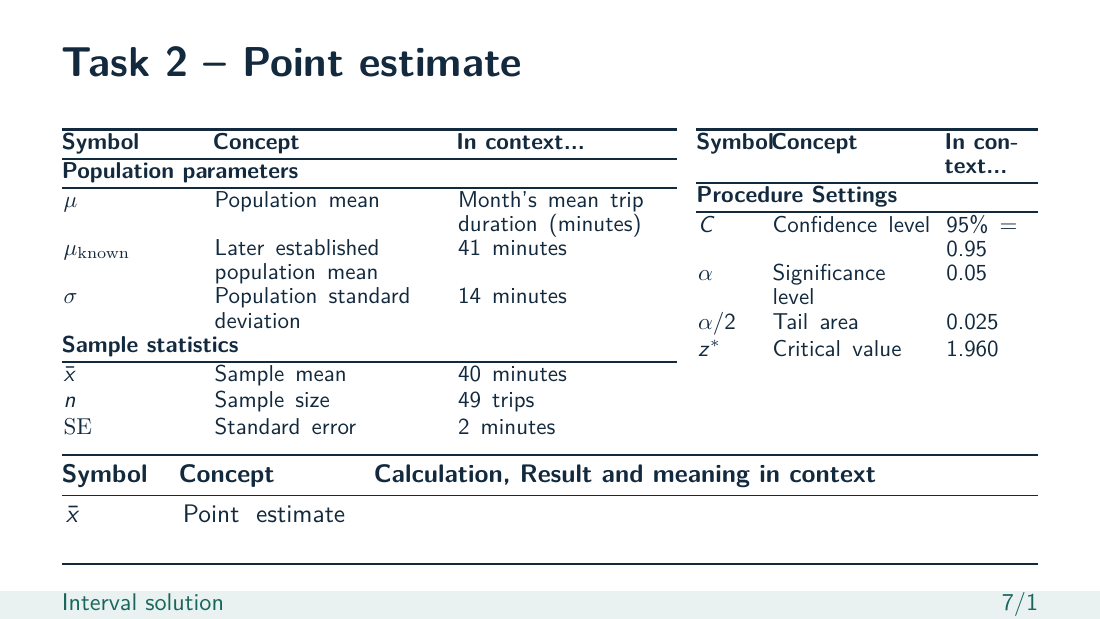 Task 2 – Point estimate
Symbol Concept In context...
Population parameters
μ Population mean Month's mean trip
duration (minutes)
μknown Later established 41 minutes
population mean
σ Population standard 14 minutes
deviation
Sample statistics
x̄ Sample mean 40 minutes
n Sample size 49 trips
SE Standard error 2 minutes
Symbol Concept In con-
text...
Procedure Settings
C Confidence level 95% =
0.95
α Significance 0.05
level
α/2 Tail area 0.025
z* Critical value 1.960
Symbol Concept Calculation, Result and meaning in context
x̄ Point estimate
Interval solution 7/1